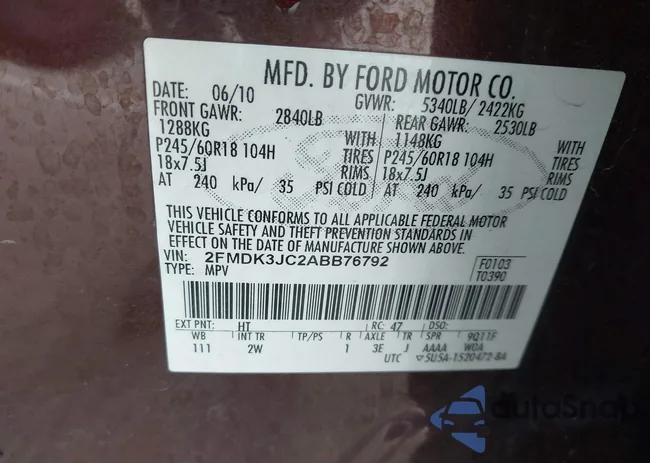 MFD. BY FORD MOTOR CO.
DATE: 06/10 GVWR: 5340LB/ 2422KG
FRONT GAWR: 2840LB REAR GAWR: 2530LB
1288KG WITH 1148KG WITH
P245/60R18 104H TIRES P245/60R18 104H TIRES
18x7.5J RIMS 18x7.5J RIMS
AT 240 kPa/ 35 PSI COLD AT 240 kPa/ 35 PSI COLD
THIS VEHICLE CONFORMS TO ALL APPLICABLE FEDERAL MOTOR
VEHICLE SAFETY AND THEFT PREVENTION STANDARDS IN
EFFECT ON THE DATE OF MANUFACTURE SHOWN ABOVE.
VIN: 2FMDK3JC2ABB76792 F0103
TYPE: MPV T0390
EXT PNT: HT RC: 47 DSO:
WB INT TR TP/PS R AXLE TR SPR 9Q11F
111 2W 1 3E J AAAA WOA
UTC 5U5A-1520472-BA
Ford
autoSnap